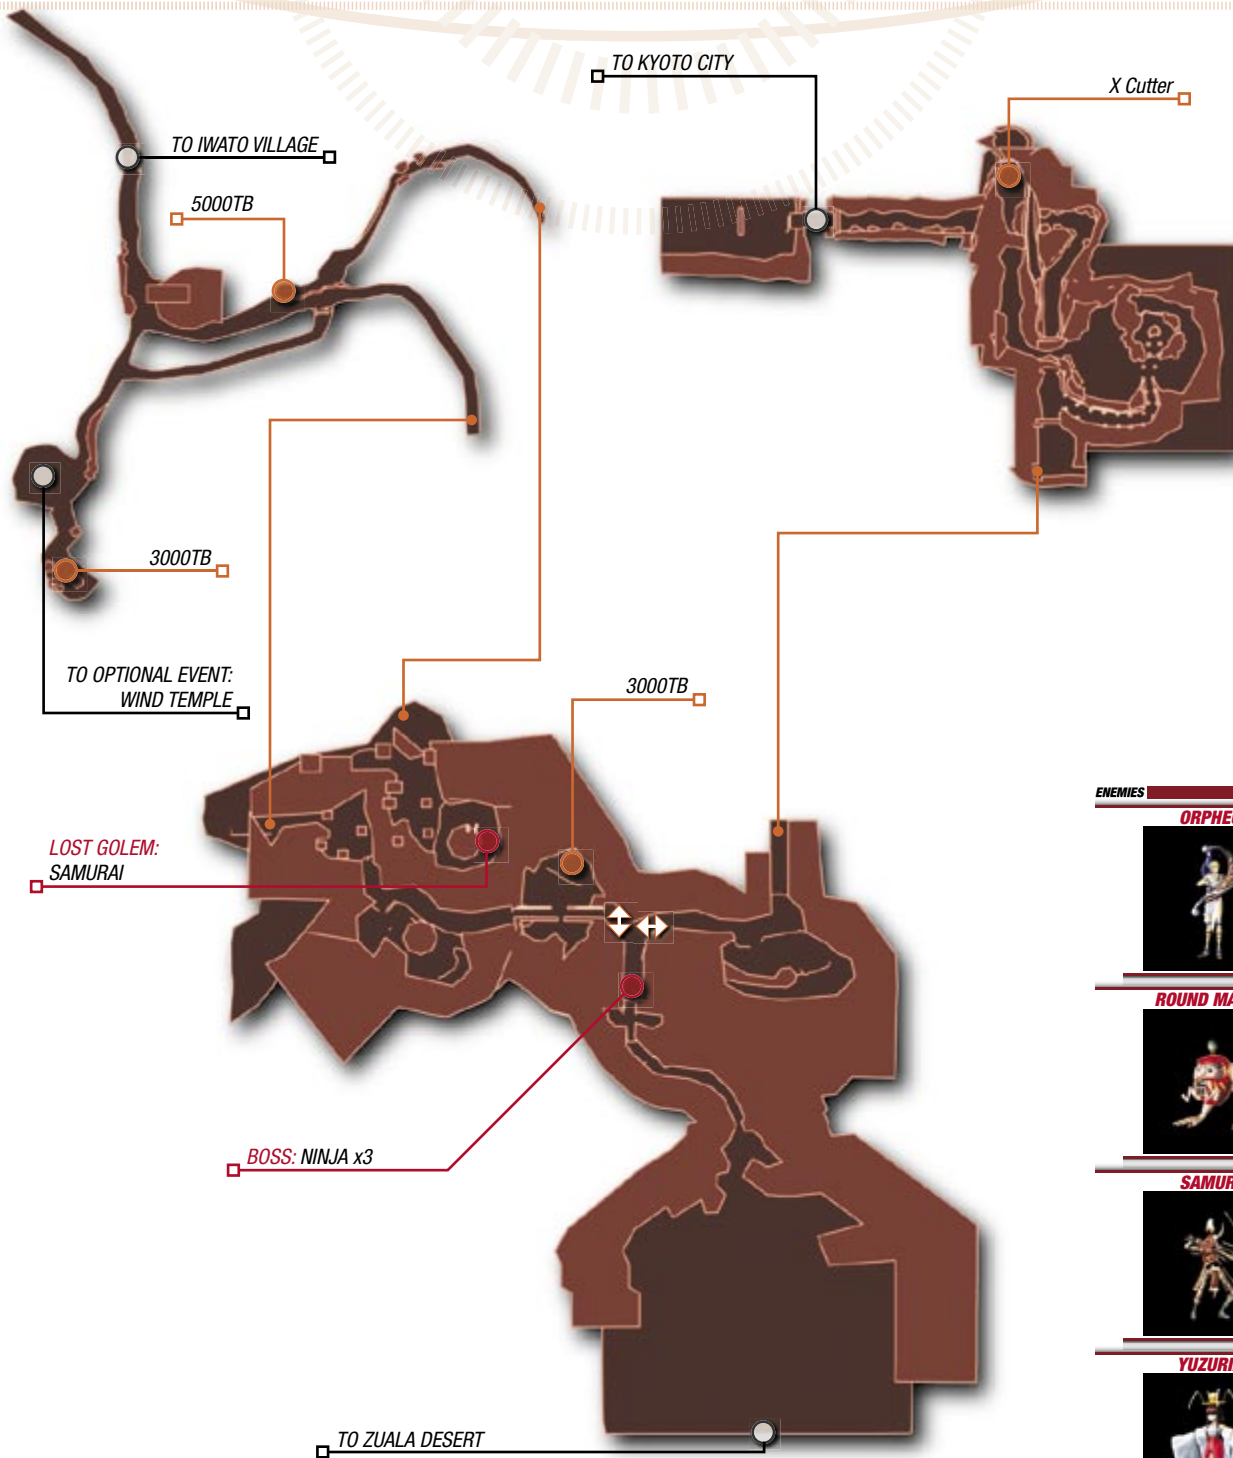 TO KYOTO CITY
X Cutter
TO IWATO VILLAGE
5000TB
3000TB
TO OPTIONAL EVENT:
WIND TEMPLE
3000TB
ENEMIES
LOST GOLEM:
SAMURAI
BOSS: NINJA x3
TO ZUALA DESERT